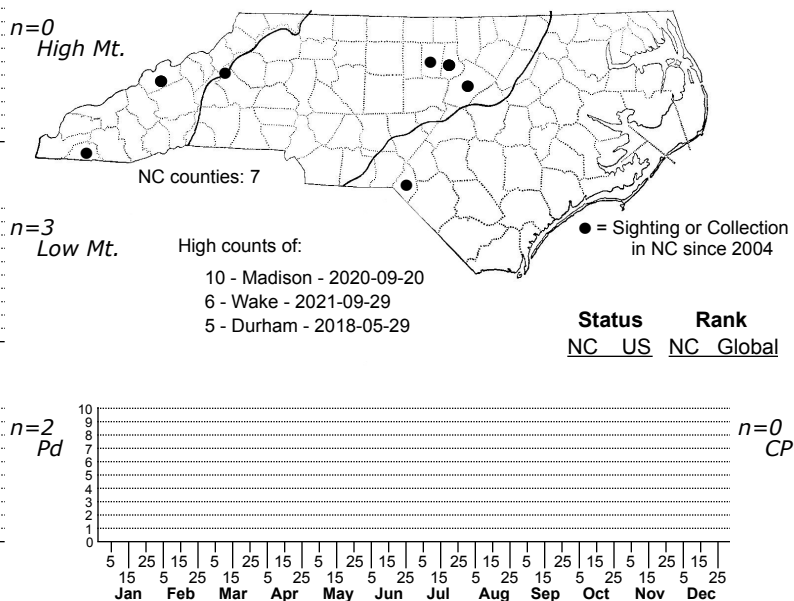 n=0
High Mt.
NC counties: 7
n=3
Low Mt.
High counts of:
10 - Madison - 2020-09-20
6 - Wake - 2021-09-29
5 - Durham - 2018-05-29
● = Sighting or Collection
in NC since 2004
Status Rank
NC US NC Global
n=2
Pd
10
9
8
7
6
5
4
3
2
1
0
n=0
CP
5 25 15 5 25 15 5 25 15 5 25 15 5 25 15 5 25 15
15 5 25 15 5 25 15 5 25 15 5 25 15 5 25 15 5 25
Jan Feb Mar Apr May Jun Jul Aug Sep Oct Nov Dec